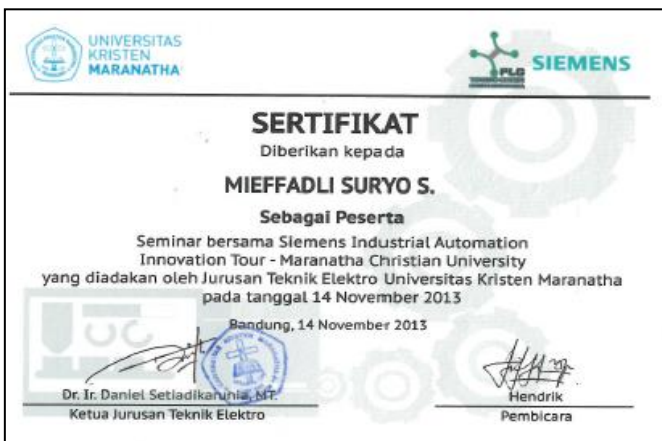 UNIVERSITAS
KRISTEN
MARANATHA
PLC
SIEMENS
SERTIFIKAT
Diberikan kepada
MIEFFADLI SURYO S.
Sebagai Peserta
Seminar bersama Siemens Industrial Automation
Innovation Tour - Maranatha Christian University
yang diadakan oleh Jurusan Teknik Elektro Universitas Kristen Maranatha
pada tanggal 14 November 2013
Bandung, 14 November 2013
Dr. Ir. Daniel Setiadikarunia, MT.
Ketua Jurusan Teknik Elektro
Hendrik
Pembicara